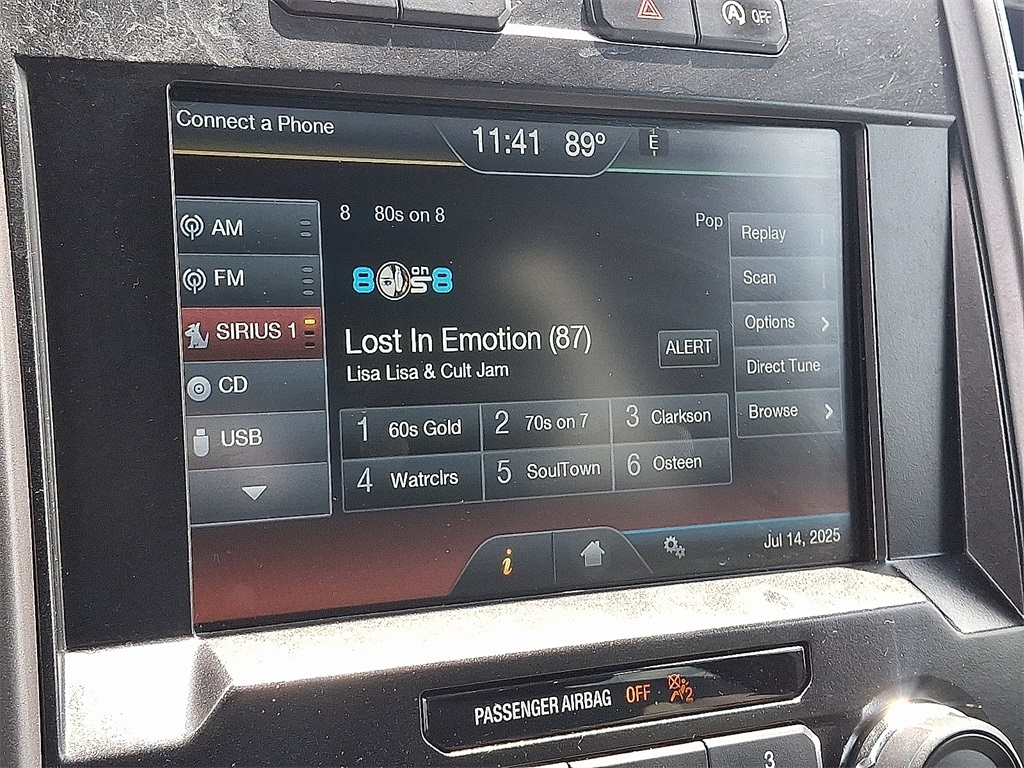 A OFF
Connect a Phone 11:41 89° E
AM
FM
SIRIUS 1
CD
USB
8 80s on 8 Pop
80s on 8
Lost In Emotion (87)
Lisa Lisa & Cult Jam
ALERT
1 60s Gold 2 70s on 7 3 Clarkson
4 Watrclrs 5 SoulTown 6 Osteen
Replay
Scan
Options
Direct Tune
Browse
i
Jul 14, 2025
PASSENGER AIRBAG OFF 2
3